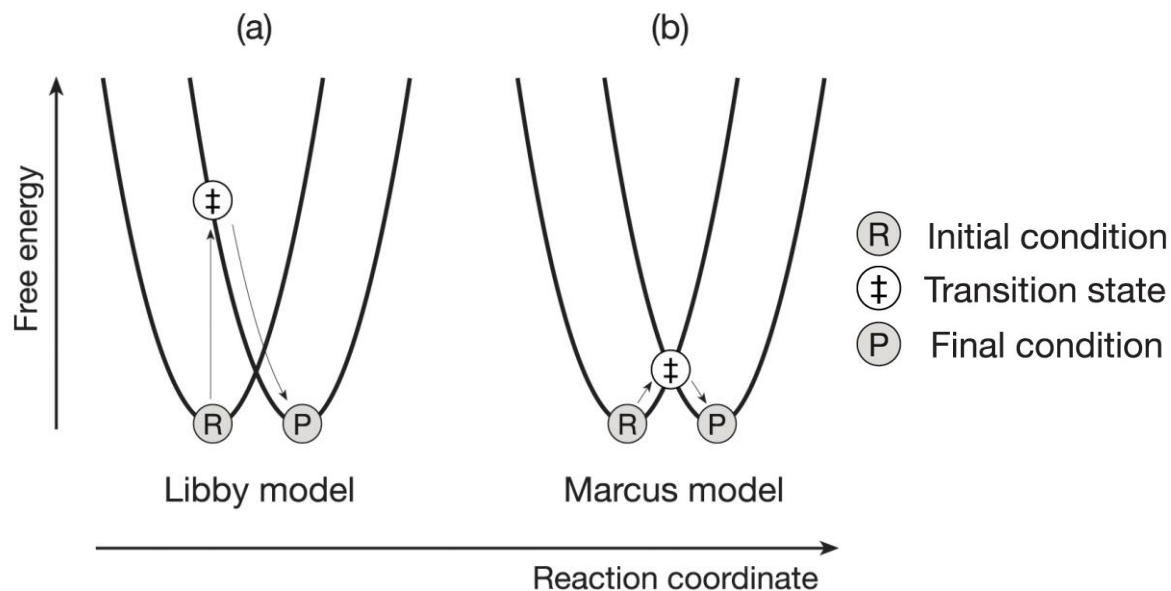 (a)
(b)
Free energy
‡
R
P
‡
R
P
Libby model
Marcus model
Reaction coordinate
R Initial condition
‡ Transition state
P Final condition